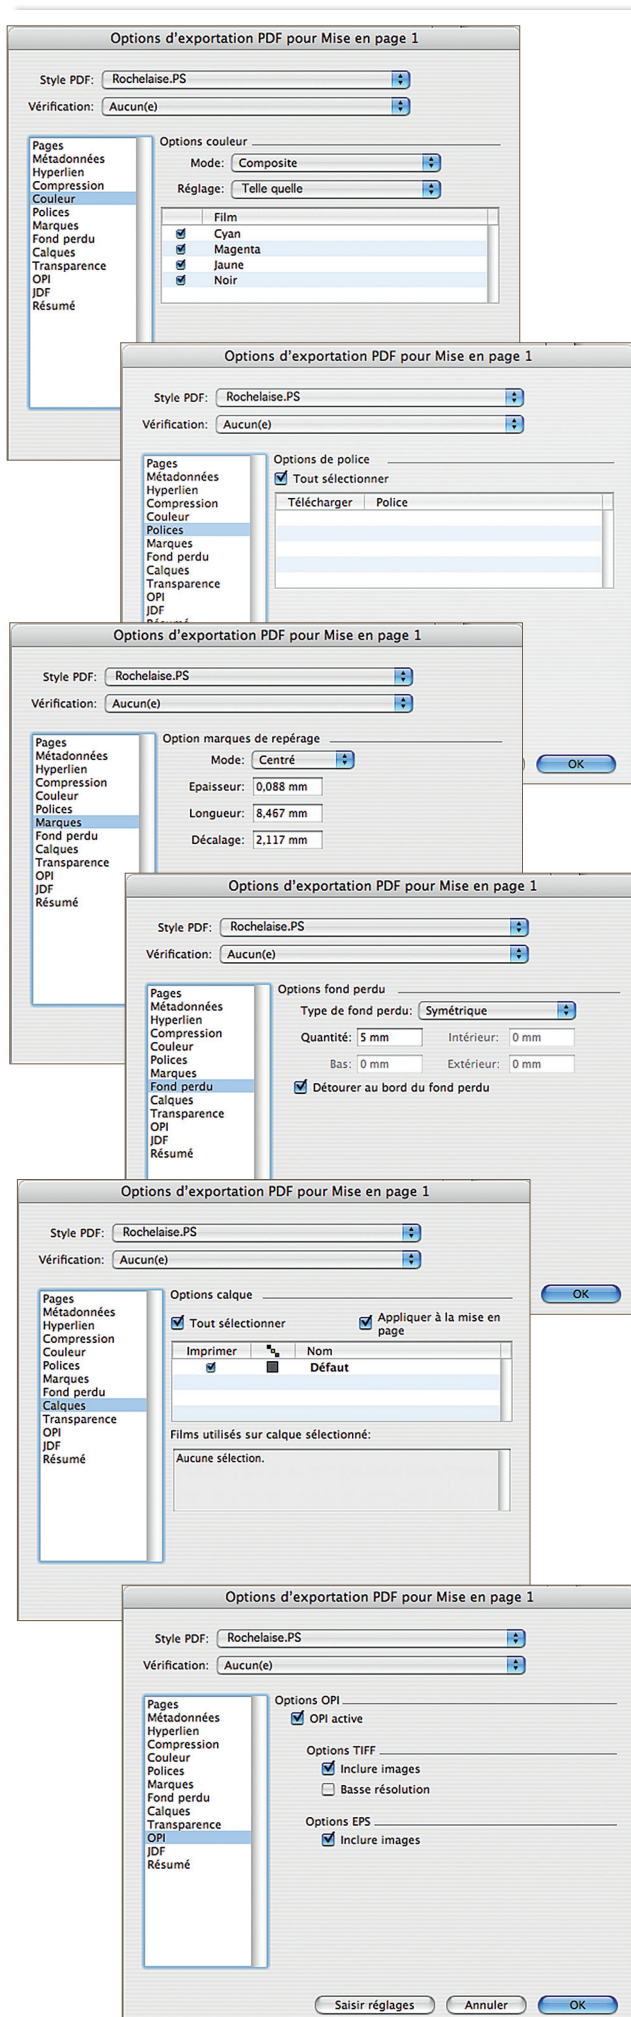 Options d'exportation PDF pour Mise en page 1
Style PDF: Rochelaise.PS
Vérification: Aucun(e)
Pages
Métadonnées
Hyperlien
Compression
Couleur
Polices
Marques
Fond perdu
Calques
Transparence
OPI
JDF
Résumé
Options couleur
Mode: Composite
Réglage: Telle quelle
Film
Cyan
Magenta
Jaune
Noir
Options d'exportation PDF pour Mise en page 1
Style PDF: Rochelaise.PS
Vérification: Aucun(e)
Pages
Métadonnées
Hyperlien
Compression
Couleur
Polices
Marques
Fond perdu
Calques
Transparence
OPI
JDF
Résumé
Options de police
Tout sélectionner
Télécharger Police
OK
Options d'exportation PDF pour Mise en page 1
Style PDF: Rochelaise.PS
Vérification: Aucun(e)
Pages
Métadonnées
Hyperlien
Compression
Couleur
Polices
Marques
Fond perdu
Calques
Transparence
OPI
JDF
Résumé
Option marques de repérage
Mode: Centré
Epaisseur: 0,088 mm
Longueur: 8,467 mm
Décalage: 2,117 mm
Options d'exportation PDF pour Mise en page 1
Style PDF: Rochelaise.PS
Vérification: Aucun(e)
Pages
Métadonnées
Hyperlien
Compression
Couleur
Polices
Marques
Fond perdu
Calques
Transparence
OPI
JDF
Résumé
Options fond perdu
Type de fond perdu: Symétrique
Quantité: 5 mm Intérieur: 0 mm
Bas: 0 mm Extérieur: 0 mm
Détourer au bord du fond perdu
OK
Options d'exportation PDF pour Mise en page 1
Style PDF: Rochelaise.PS
Vérification: Aucun(e)
Pages
Métadonnées
Hyperlien
Compression
Couleur
Polices
Marques
Fond perdu
Calques
Transparence
OPI
JDF
Résumé
Options calque
Tout sélectionner
Appliquer à la mise en
page
Imprimer Nom
Défaut
Films utilisés sur calque sélectionné:
Aucune sélection.
Options d'exportation PDF pour Mise en page 1
Style PDF: Rochelaise.PS
Vérification: Aucun(e)
Pages
Métadonnées
Hyperlien
Compression
Couleur
Polices
Marques
Fond perdu
Calques
Transparence
OPI
JDF
Résumé
Options OPI
OPI active
Options TIFF
Inclure images
Basse résolution
Options EPS
Inclure images
Saisir réglages Annuler OK